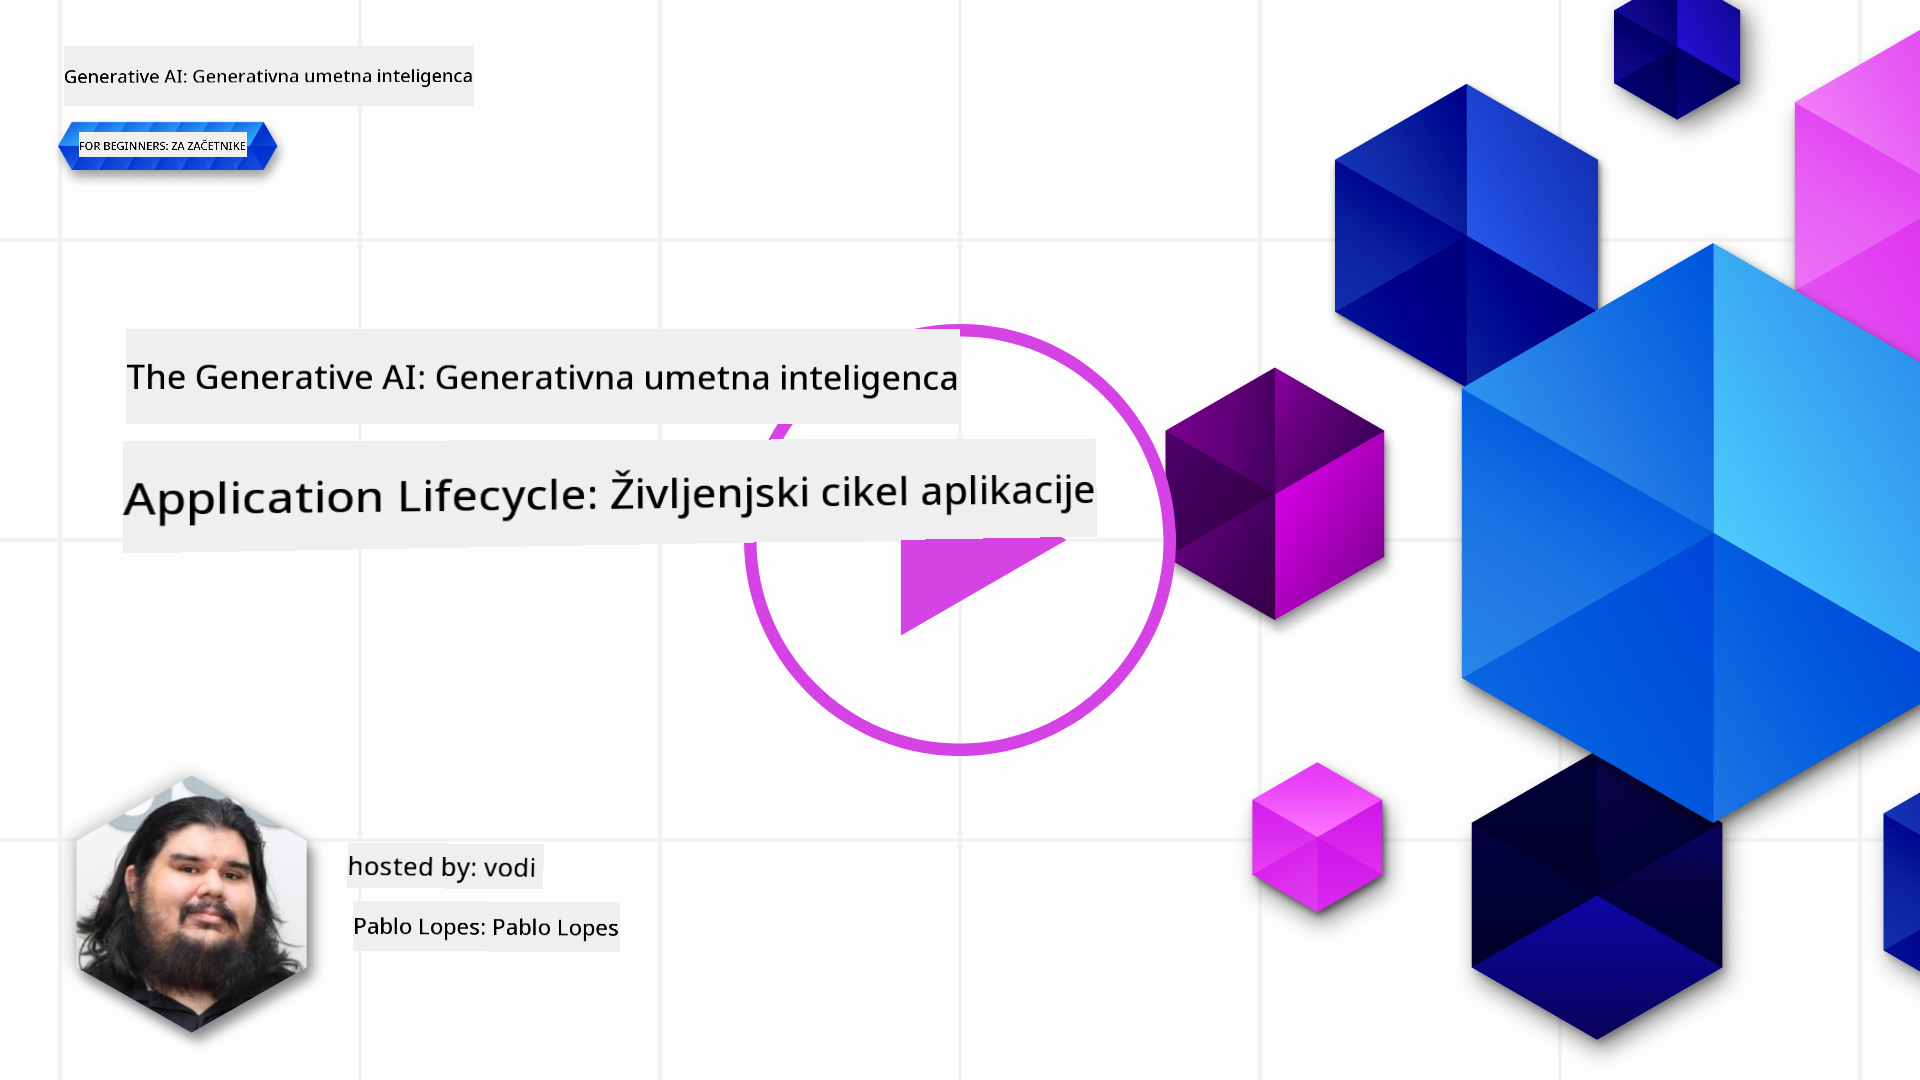 Generative AI: Generativna umetna inteligenca
FOR BEGINNERS: ZA ZAČETNIKE
The Generative AI: Generativna umetna inteligenca
Application Lifecycle: Življenjski cikel aplikacije
hosted by: vodi
Pablo Lopes: Pablo Lopes